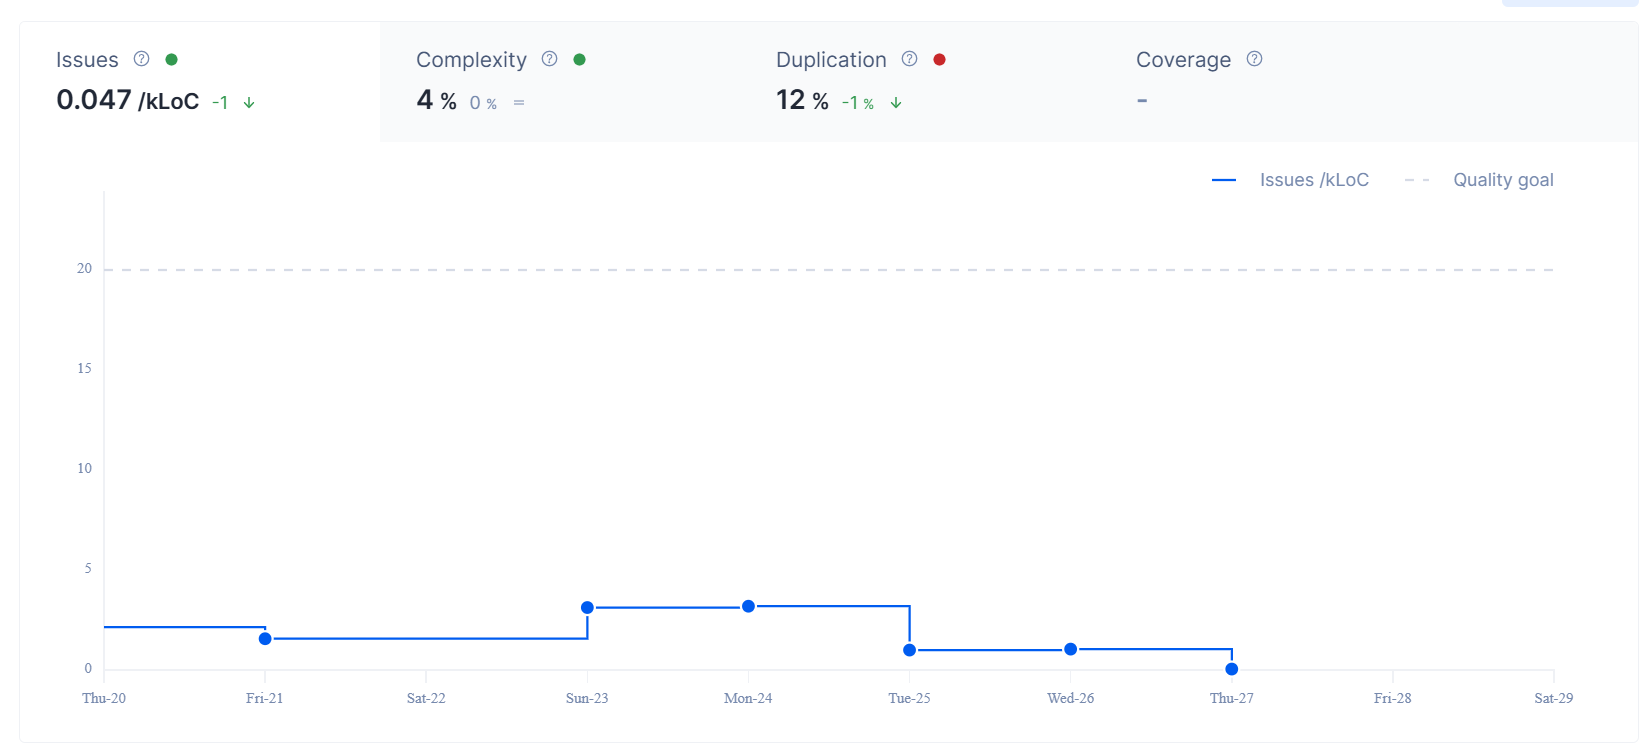 Issues
0.047 /kLoC -1
Complexity
4 % 0 % =
Duplication
12 % -1 %
Coverage
-
Issues /kLoC Quality goal
20
15
10
5
0
Thu-20 Fri-21 Sat-22 Sun-23 Mon-24 Tue-25 Wed-26 Thu-27 Fri-28 Sat-29